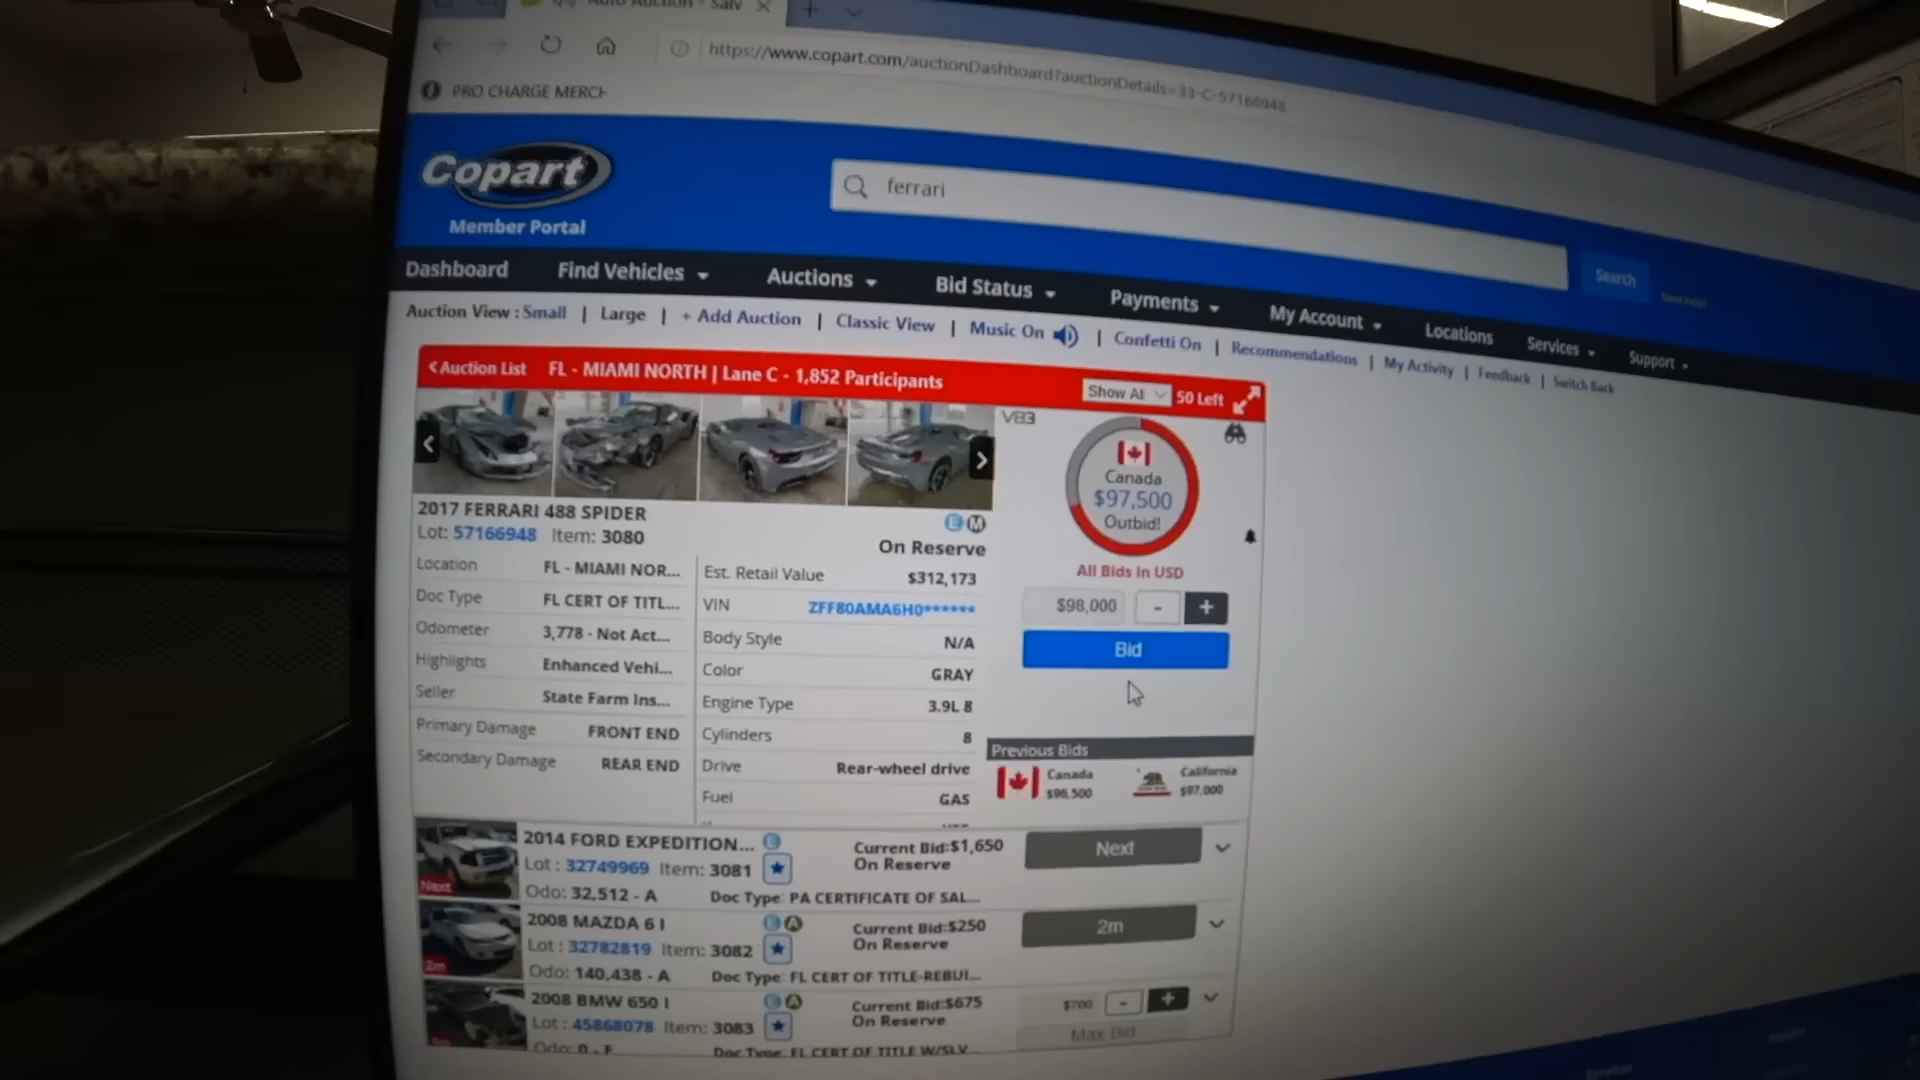 Auto Auction - Salv
https://www.copart.com/auctionDashboard?auctionDetails=33-C-57166948
PRO CHARGE MERCH
Copart
Member Portal
ferrari
Search
Need Help?
Dashboard Find Vehicles Auctions Bid Status Payments My Account Locations Services Support
Auction View : Small | Large | + Add Auction | Classic View | Music On | Confetti On | Recommendations | My Activity | Feedback | Switch Back
Auction List FL - MIAMI NORTH | Lane C - 1,852 Participants Show Al 50 Left
VB3
Canada
$97,500
Outbid!
All Bids In USD
$98,000 - +
Bid
2017 FERRARI 488 SPIDER
Lot: 57166948 Item: 3080
E M
On Reserve
Location FL - MIAMI NOR...
Doc Type FL CERT OF TITL...
Odometer 3,778 - Not Act...
Highlights Enhanced Vehi...
Seller State Farm Ins...
Primary Damage FRONT END
Secondary Damage REAR END
Est. Retail Value $312,173
VIN ZFF80AMA6H0******
Body Style N/A
Color GRAY
Engine Type 3.9L 8
Cylinders 8
Drive Rear-wheel drive
Fuel GAS
Previous Bids
Canada $96,500
California $97,000
2014 FORD EXPEDITION... E
Lot : 32749969 Item: 3081
Odo: 32,512 - A Doc Type: PA CERTIFICATE OF SAL...
Current Bid:$1,650
On Reserve
Next
Next
2008 MAZDA 6 I E A
Lot : 32782819 Item: 3082
Odo: 140,438 - A Doc Type: FL CERT OF TITLE-REBUI...
Current Bid:$250
On Reserve
2m
2m
2008 BMW 650 I E A
Lot : 45868078 Item: 3083
Odo: 0 - E Doc Type: FL CERT OF TITLE W/SLV...
Current Bid:$675
On Reserve
$700 - +
Max Bid